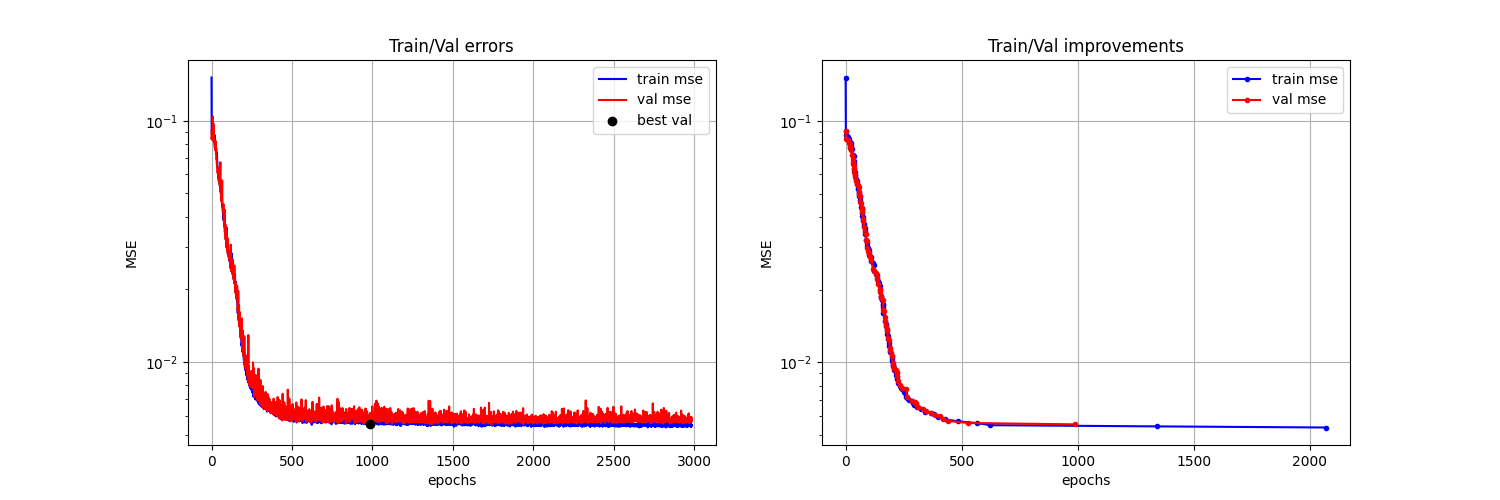 Train/Val errors
train mse
val mse
best val
10⁻¹
10⁻²
MSE
0 500 1000 1500 2000 2500 3000
epochs
Train/Val improvements
train mse
val mse
10⁻¹
10⁻²
MSE
0 500 1000 1500 2000
epochs